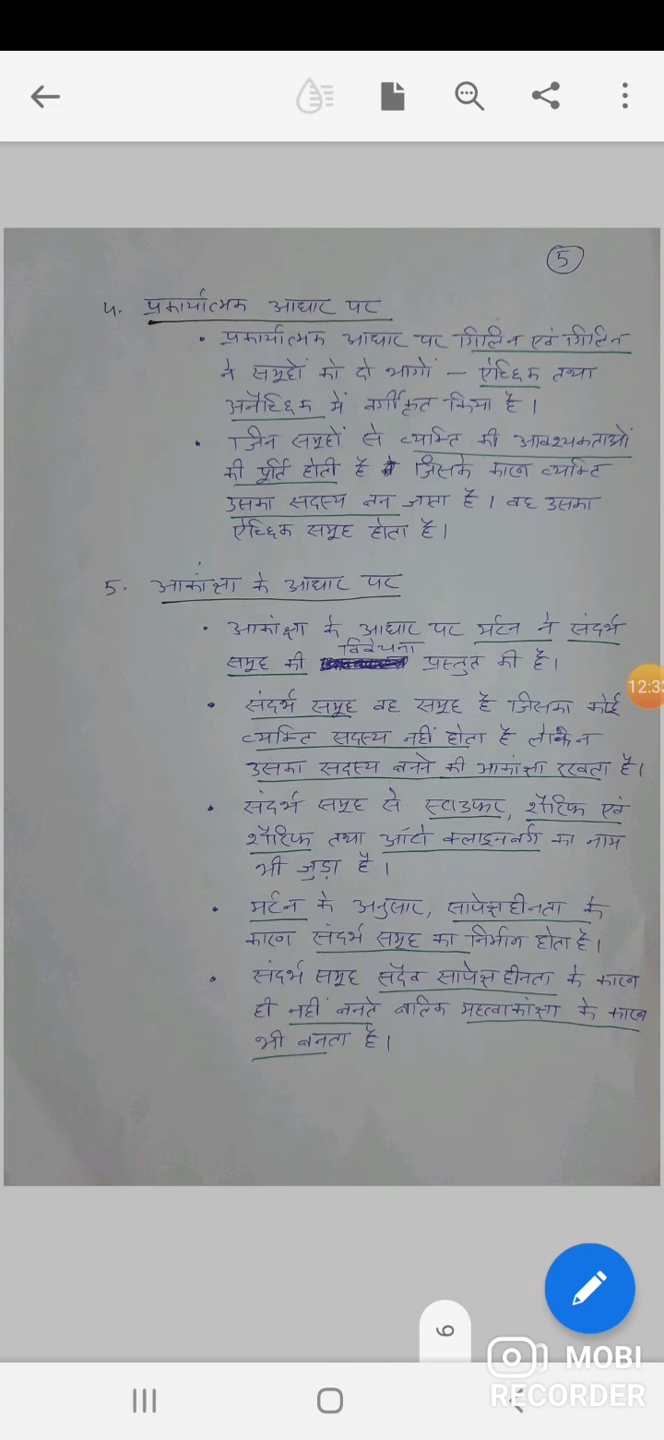 5
4. प्रकार्यात्मक आधार पर
• प्रकार्यात्मक आधार पर गिलिन एवं गिलिन
ने समूहों को दो भागों – ऐच्छिक तथा
अनैच्छिक में वर्गीकृत किया है।
• जिन समूहों से व्यक्ति की आवश्यकताओं
की पूर्ति होती है जिसके कारण व्यक्ति
उसका सदस्य बन जाता है। वह उसका
ऐच्छिक समूह होता है।
5. आकांक्षा के आधार पर
• आकांक्षा के आधार पर मर्टन ने संदर्भ
समूह की विवेचना प्रस्तुत की है।
12:33
• संदर्भ समूह वह समूह है जिसका कोई
व्यक्ति सदस्य नहीं होता है लेकिन
उसका सदस्य बनने की आकांक्षा रखता है।
• संदर्भ समूह से स्टाउफर, शैरिफ एवं
शैरिफ तथा ऑटो क्लाइनबर्ग का नाम
भी जुड़ा है।
• मर्टन के अनुसार, सापेक्ष हीनता के
कारण संदर्भ समूह का निर्माण होता है।
• संदर्भ समूह सदैव सापेक्ष हीनता के कारण
ही नहीं बनते बल्कि महत्वाकांक्षा के कारण
भी बनता है।
6
MOBI
RECORDER